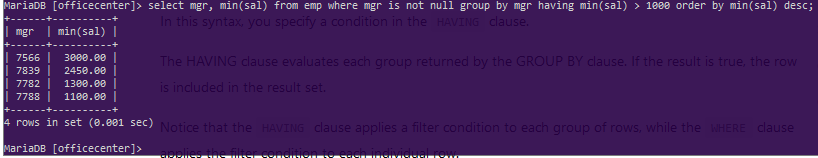 MariaDB [officecenter]> select mgr, min(sal) from emp where mgr is not null group by mgr having min(sal) > 1000 order by min(sal) desc;
+------+----------+
| mgr  | min(sal) |
+------+----------+
| 7566 |  3000.00 |
| 7839 |  2450.00 |
| 7782 |  1300.00 |
| 7788 |  1100.00 |
+------+----------+
4 rows in set (0.001 sec)
MariaDB [officecenter]>
In this syntax, you specify a condition in the HAVING clause.
The HAVING clause evaluates each group returned by the GROUP BY clause. If the result is true, the row
is included in the result set.
Notice that the HAVING clause applies a filter condition to each group of rows, while the WHERE clause
applies the filter condition to each individual row.